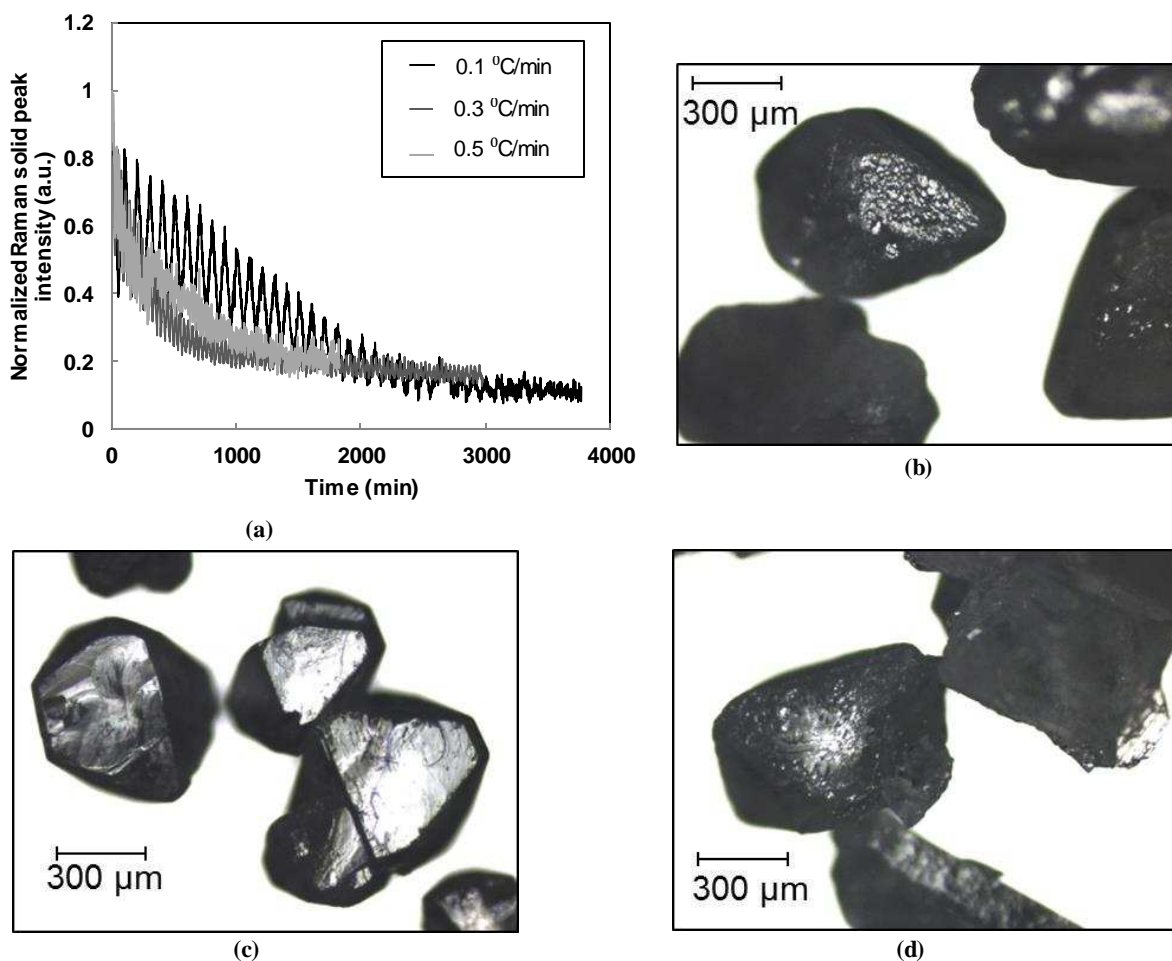 1.2
1
0.8
0.6
0.4
0.2
0
Normalized Raman solid peak
intensity (a.u.)
0 1000 2000 3000 4000
Time (min)
0.1 ⁰C/min
0.3 ⁰C/min
0.5 ⁰C/min
(a)
300 µm
(b)
300 µm
(c)
300 µm
(d)